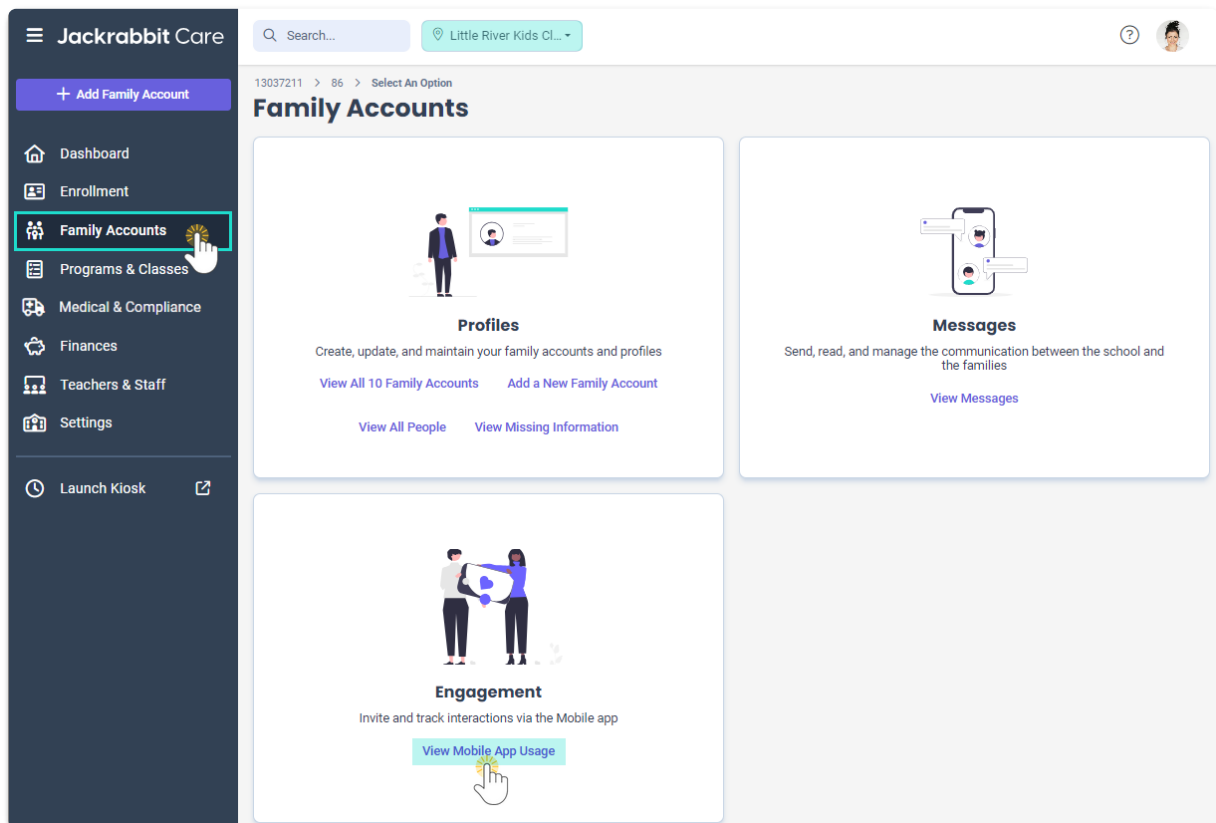 Jackrabbit Care
Search...
Little River Kids Cl...
?
+ Add Family Account
Dashboard
Enrollment
Family Accounts
Programs & Classes
Medical & Compliance
Finances
Teachers & Staff
Settings
Launch Kiosk
13037211 > 86 > Select An Option
Family Accounts
Profiles
Create, update, and maintain your family accounts and profiles
View All 10 Family Accounts Add a New Family Account
View All People View Missing Information
Messages
Send, read, and manage the communication between the school and
the families
View Messages
Engagement
Invite and track interactions via the Mobile app
View Mobile App Usage